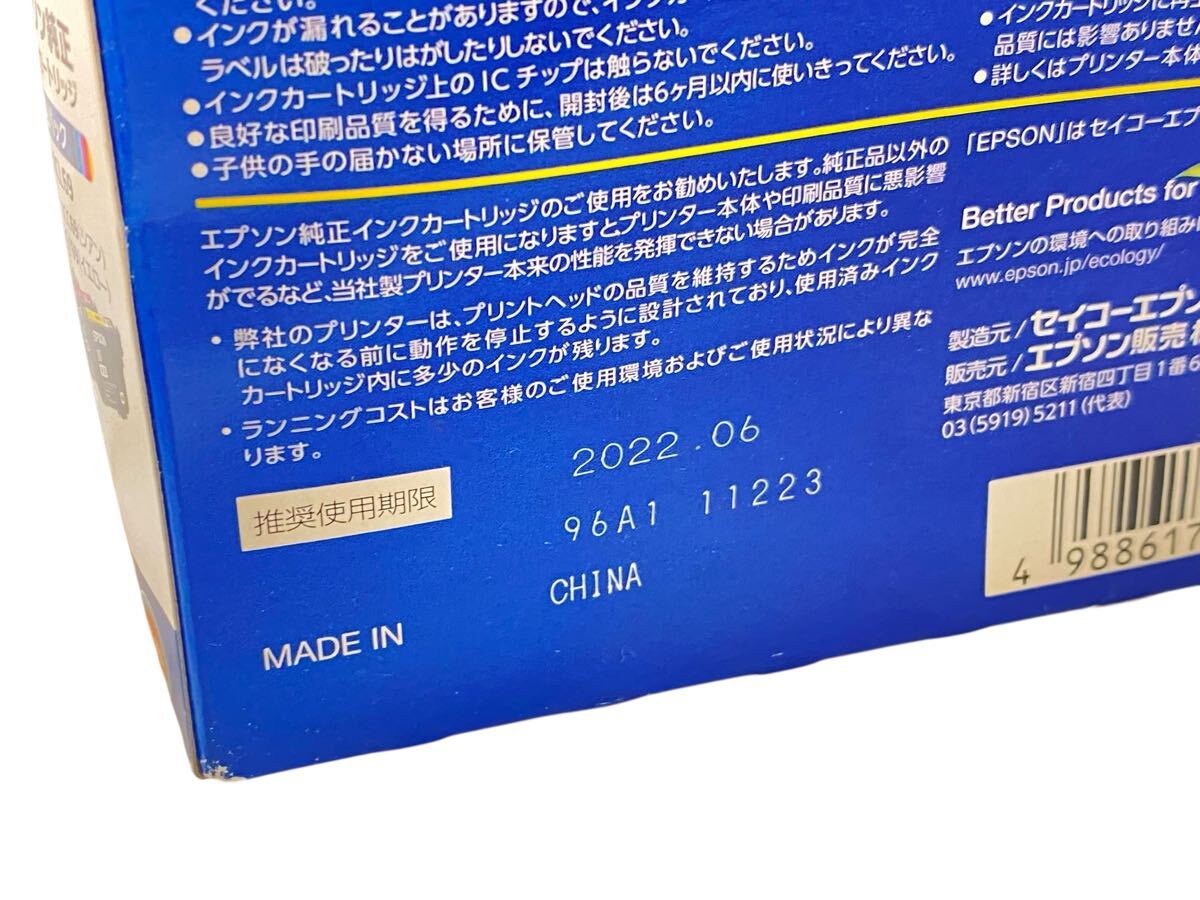 ください。
●インクが漏れることがありますので、インクカ
ラベルは破ったりはがしたりしないでください。
●インクカートリッジ上のICチップは触らないでください。
●良好な印刷品質を得るために、開封後は6ヶ月以内に使いきってください。
●子供の手の届かない場所に保管してください。
エプソン純正インクカートリッジのご使用をお勧めいたします。純正品以外の
インクカートリッジをご使用になりますとプリンター本体や印刷品質に悪影響
がでるなど、当社製プリンター本来の性能を発揮できない場合があります。
・弊社のプリンターは、プリントヘッドの品質を維持するためインクが完全
になくなる前に動作を停止するように設計されており、使用済みインク
カートリッジ内に多少のインクが残ります。
・ランニングコストはお客様のご使用環境およびご使用状況により異な
ります。
推奨使用期限
2022.06
96A1 11223
CHINA
MADE IN
●インクカートリッジに再生
品質には影響ありません
●詳しくはプリンター本体
「EPSON」はセイコーエプ
Better Products for
エプソンの環境への取り組み
www.epson.jp/ecology/
製造元/セイコーエプソ
販売元/エプソン販売
東京都新宿区新宿四丁目1番6
03(5919)5211(代表)
4 988617
ン純正
カートリッジ
ック